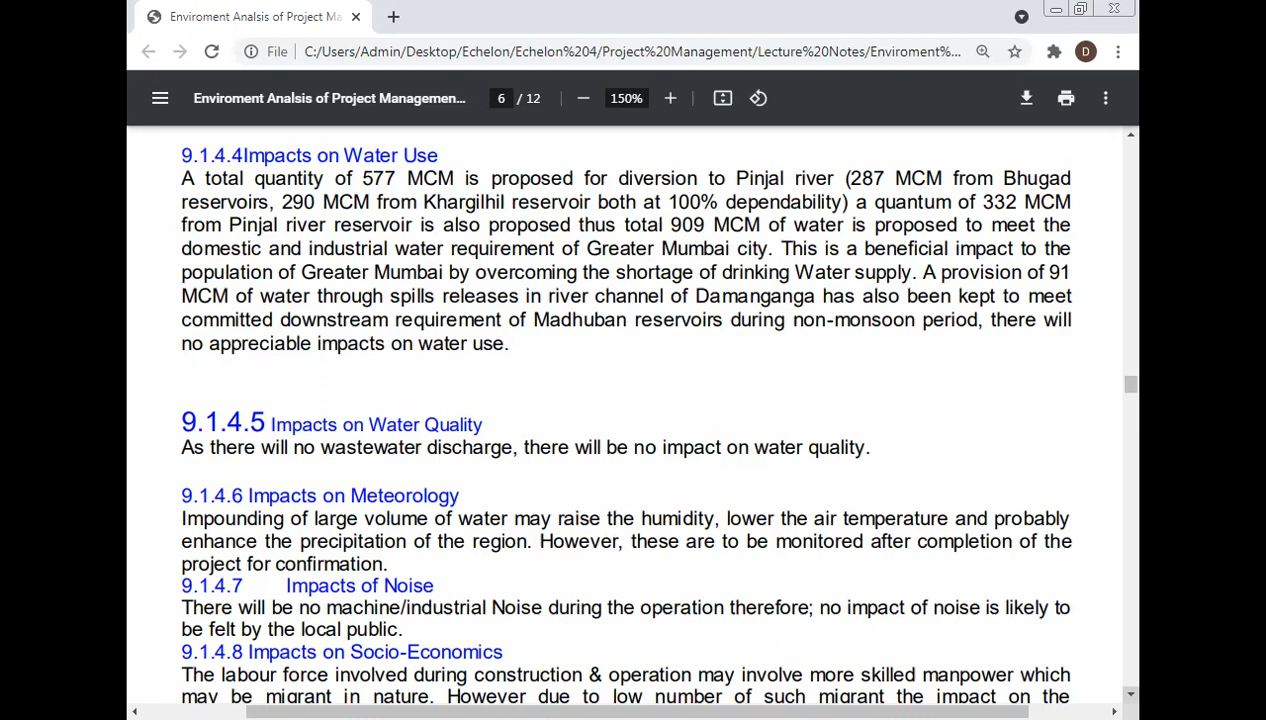 Enviroment Analsis of Project Ma
File C:/Users/Admin/Desktop/Echelon/Echelon%204/Project%20Management/Lecture%20Notes/Enviroment%...
D
Enviroment Analsis of Project Managemen... 6 / 12 150%
9.1.4.4Impacts on Water Use
A total quantity of 577 MCM is proposed for diversion to Pinjal river (287 MCM from Bhugad
reservoirs, 290 MCM from Khargilhil reservoir both at 100% dependability) a quantum of 332 MCM
from Pinjal river reservoir is also proposed thus total 909 MCM of water is proposed to meet the
domestic and industrial water requirement of Greater Mumbai city. This is a beneficial impact to the
population of Greater Mumbai by overcoming the shortage of drinking Water supply. A provision of 91
MCM of water through spills releases in river channel of Damanganga has also been kept to meet
committed downstream requirement of Madhuban reservoirs during non-monsoon period, there will
no appreciable impacts on water use.
9.1.4.5 Impacts on Water Quality
As there will no wastewater discharge, there will be no impact on water quality.
9.1.4.6 Impacts on Meteorology
Impounding of large volume of water may raise the humidity, lower the air temperature and probably
enhance the precipitation of the region. However, these are to be monitored after completion of the
project for confirmation.
9.1.4.7 Impacts of Noise
There will be no machine/industrial Noise during the operation therefore; no impact of noise is likely to
be felt by the local public.
9.1.4.8 Impacts on Socio-Economics
The labour force involved during construction & operation may involve more skilled manpower which
may be migrant in nature. However due to low number of such migrant the impact on the